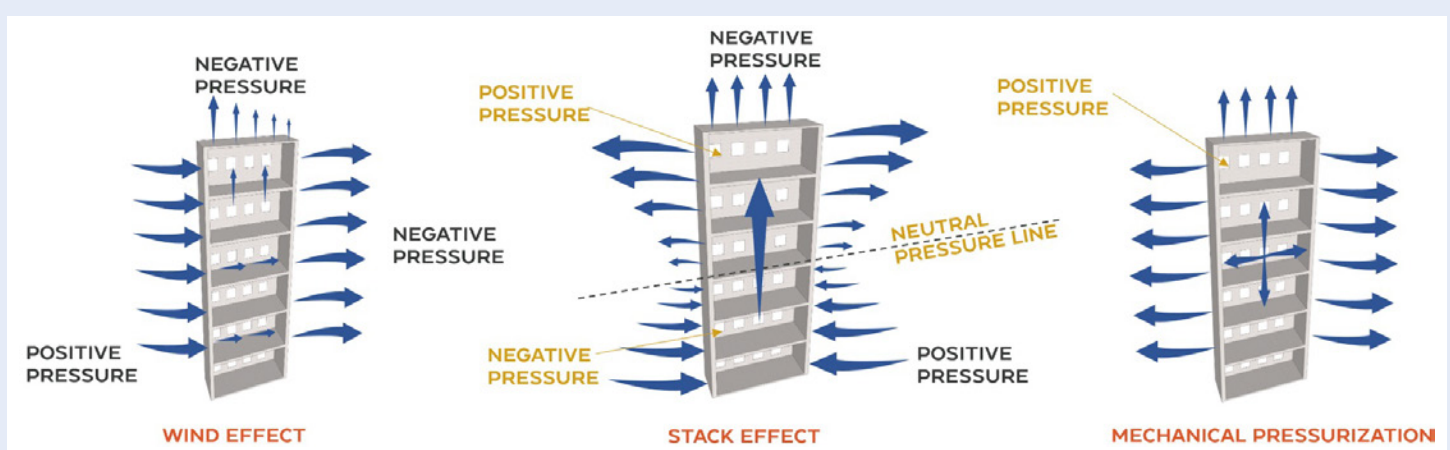 NEGATIVE
PRESSURE
NEGATIVE
PRESSURE
POSITIVE
PRESSURE
WIND EFFECT
NEGATIVE
PRESSURE
POSITIVE
PRESSURE
NEUTRAL
PRESSURE LINE
NEGATIVE
PRESSURE
POSITIVE
PRESSURE
STACK EFFECT
POSITIVE
PRESSURE
MECHANICAL PRESSURIZATION